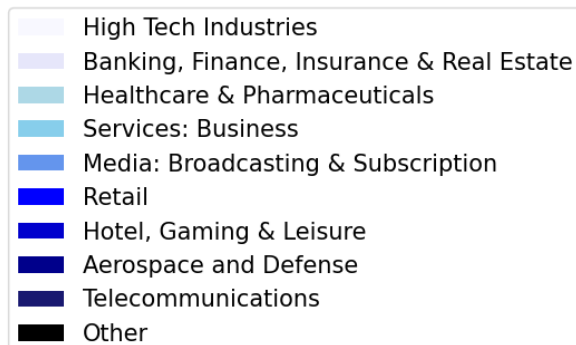 High Tech Industries
Banking, Finance, Insurance & Real Estate
Healthcare & Pharmaceuticals
Services: Business
Media: Broadcasting & Subscription
Retail
Hotel, Gaming & Leisure
Aerospace and Defense
Telecommunications
Other